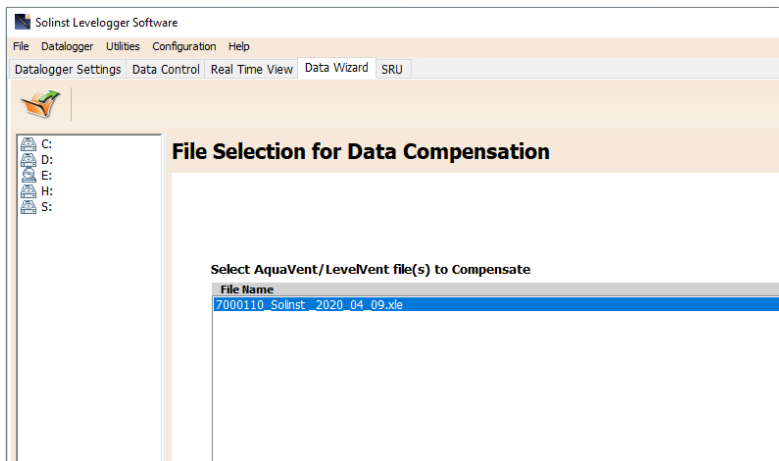 Solinst Levelogger Software
File Datalogger Utilities Configuration Help
Datalogger Settings Data Control Real Time View Data Wizard SRU
C:
D:
E:
H:
S:
File Selection for Data Compensation
Select AquaVent/LevelVent file(s) to Compensate
File Name
7000110_Solinst _2020_04_09.xle